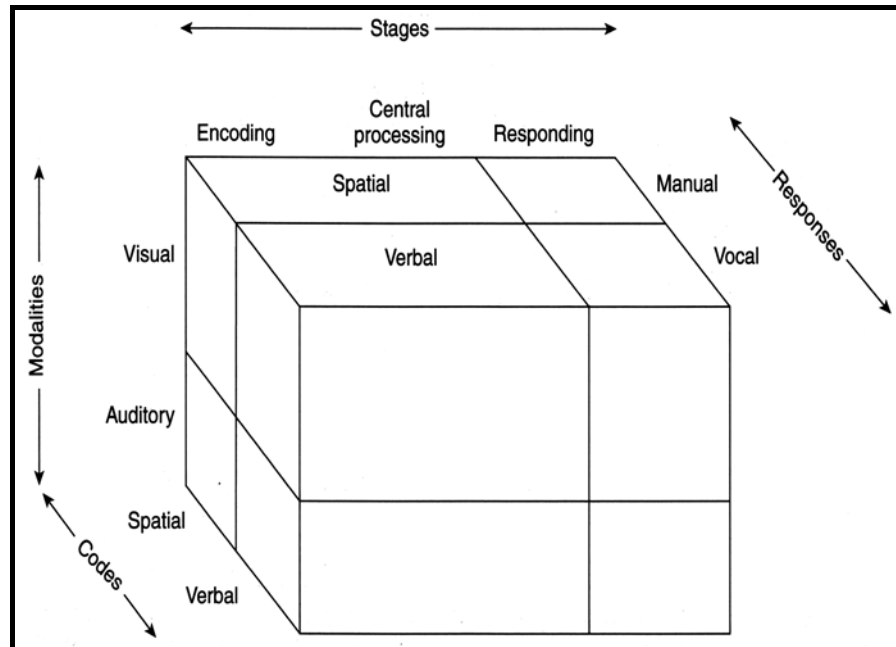 Stages
Central
processing
Encoding
Responding
Spatial
Manual
Responses
Visual
Verbal
Vocal
Modalities
Auditory
Spatial
Codes
Verbal